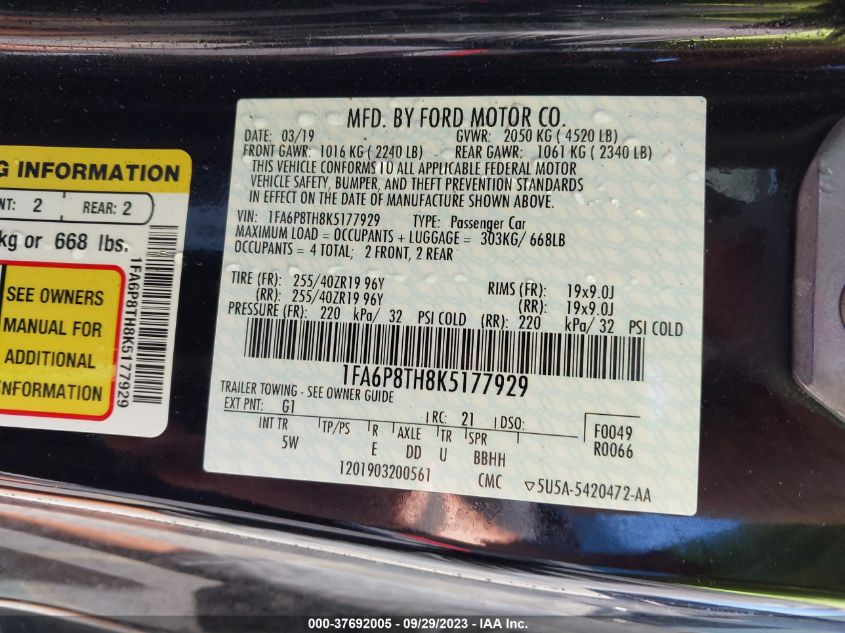 G INFORMATION
NT: 2 REAR: 2
kg or 668 lbs.
SEE OWNERS
MANUAL FOR
ADDITIONAL
INFORMATION
1FA6P8TH8K5177929
MFD. BY FORD MOTOR CO.
DATE: 03/19 GVWR: 2050 KG ( 4520 LB)
FRONT GAWR: 1016 KG ( 2240 LB) REAR GAWR: 1061 KG ( 2340 LB)
THIS VEHICLE CONFORMS TO ALL APPLICABLE FEDERAL MOTOR
VEHICLE SAFETY, BUMPER, AND THEFT PREVENTION STANDARDS
IN EFFECT ON THE DATE OF MANUFACTURE SHOWN ABOVE.
VIN: 1FA6P8TH8K5177929 TYPE: Passenger Car
MAXIMUM LOAD = OCCUPANTS + LUGGAGE = 303KG/ 668LB
OCCUPANTS = 4 TOTAL; 2 FRONT, 2 REAR
TIRE (FR): 255/40ZR19 96Y RIMS (FR): 19x9.0J
(RR): 255/40ZR19 96Y (RR): 19x9.0J
PRESSURE (FR): 220 kPa/ 32 PSI COLD (RR): 220 kPa/ 32 PSI COLD
1FA6P8TH8K5177929
TRAILER TOWING - SEE OWNER GUIDE
EXT PNT: G1 RC: 21 DSO: F0049
INT TR TP/PS R AXLE TR SPR R0066
5W E DD U BBHH
1201903200561 CMC 5U5A-5420472-AA
000-37692005 - 09/29/2023 - IAA Inc.